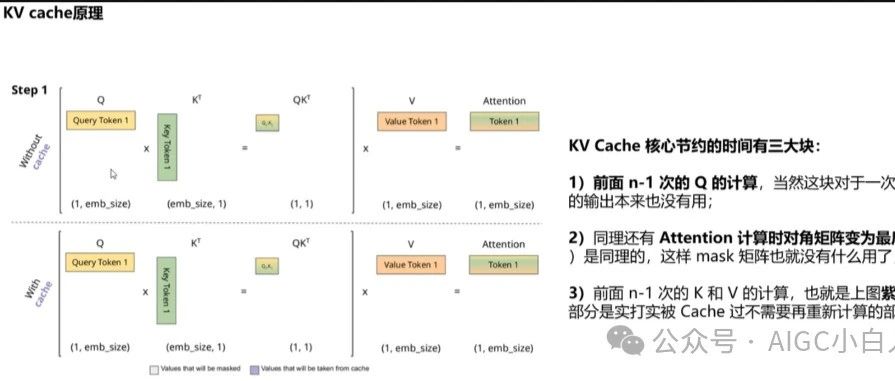 KV cache原理
Step 1
Q
K^T
QK^T
V
Attention
Without cache
Query Token 1
x
Key Token 1
=
Q₁K₁
x
Value Token 1
=
Token 1
(1, emb_size)
(emb_size, 1)
(1, 1)
(1, emb_size)
(1, emb_size)
Q
K^T
QK^T
V
Attention
With cache
Query Token 1
x
Key Token 1
=
Q₁K₁
x
Value Token 1
=
Token 1
(1, emb_size)
(emb_size, 1)
(1, 1)
(1, emb_size)
(1, emb_size)
Values that will be masked
Values that will be taken from cache
KV Cache 核心节约的时间有三大块：
1）前面 n-1 次的 Q 的计算，当然这块对于一次
的输出本来也没有用；
2）同理还有 Attention 计算时对角矩阵变为最
）是同理的，这样 mask 矩阵也就没有什么用了
3）前面 n-1 次的 K 和 V 的计算，也就是上图紫
部分是实打实被 Cache 过不需要再重新计算的部
公众号 · AIGC小白